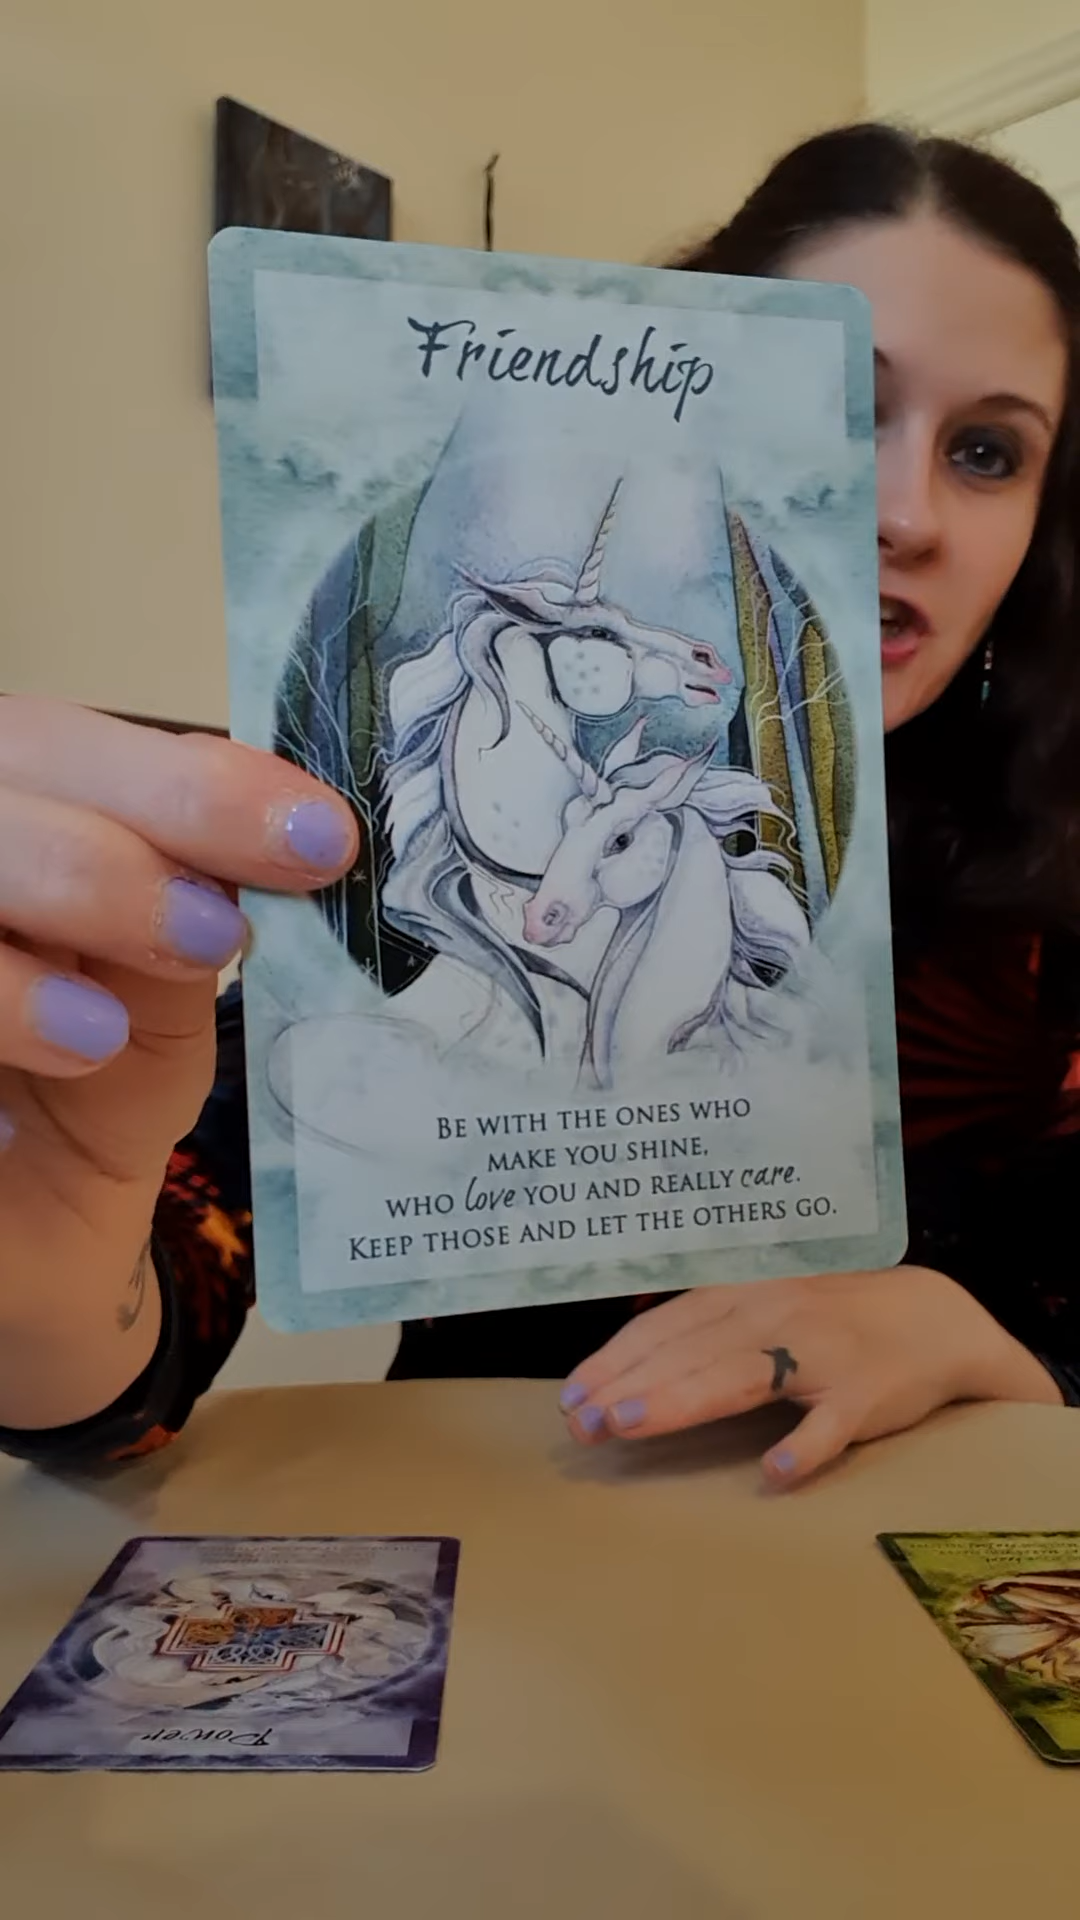 Friendship
BE WITH THE ONES WHO
MAKE YOU SHINE,
WHO love YOU AND REALLY care.
KEEP THOSE AND LET THE OTHERS GO.
Power